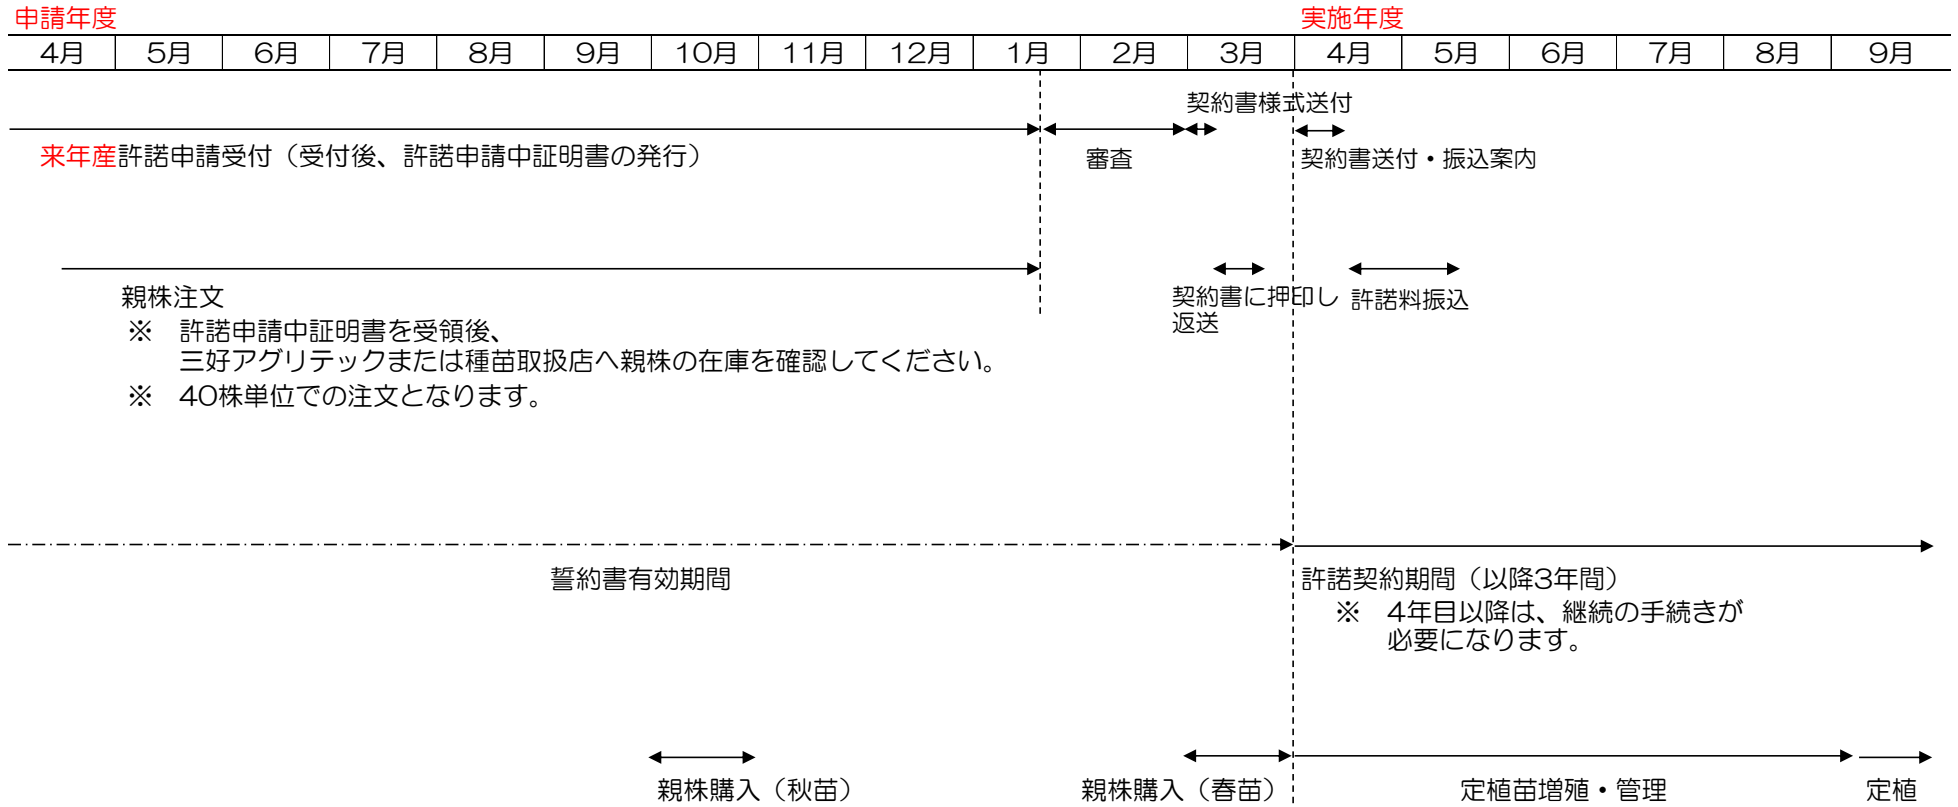 申請年度 実施年度
4月 5月 6月 7月 8月 9月 10月 11月 12月 1月 2月 3月 4月 5月 6月 7月 8月 9月
契約書様式送付
来年産許諾申請受付（受付後、許諾申請中証明書の発行） 審査 契約書送付・振込案内
親株注文
※ 許諾申請中証明書を受領後、
三好アグリテックまたは種苗取扱店へ親株の在庫を確認してください。
※ 40株単位での注文となります。
契約書に押印し
返送
許諾料振込
誓約書有効期間
許諾契約期間（以降3年間）
※ 4年目以降は、継続の手続きが
必要になります。
親株購入（秋苗） 親株購入（春苗） 定植苗増殖・管理 定植